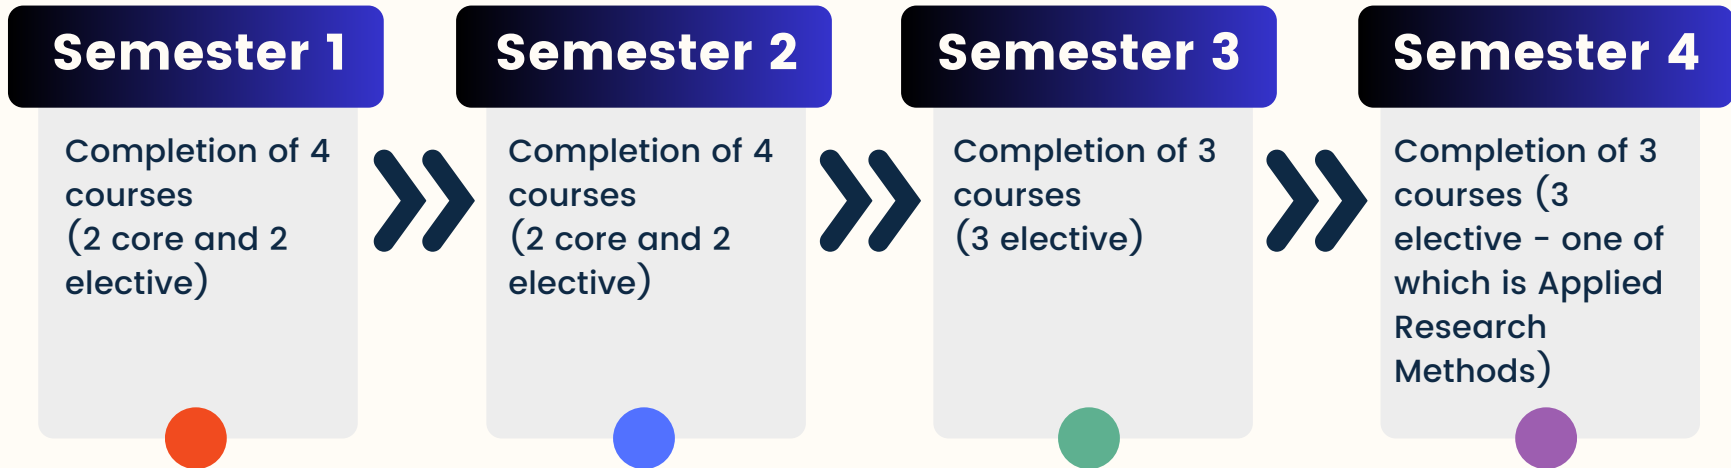 Semester 1
Completion of 4
courses
(2 core and 2
elective)
Semester 2
Completion of 4
courses
(2 core and 2
elective)
Semester 3
Completion of 3
courses
(3 elective)
Semester 4
Completion of 3
courses (3
elective - one of
which is Applied
Research
Methods)